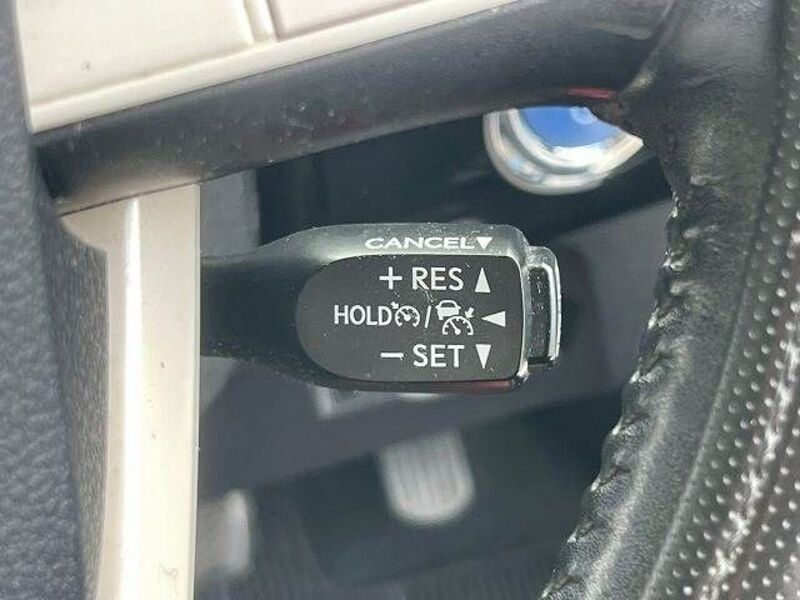 CANCEL▼
+ RES ▲
HOLD / ◀
− SET ▼